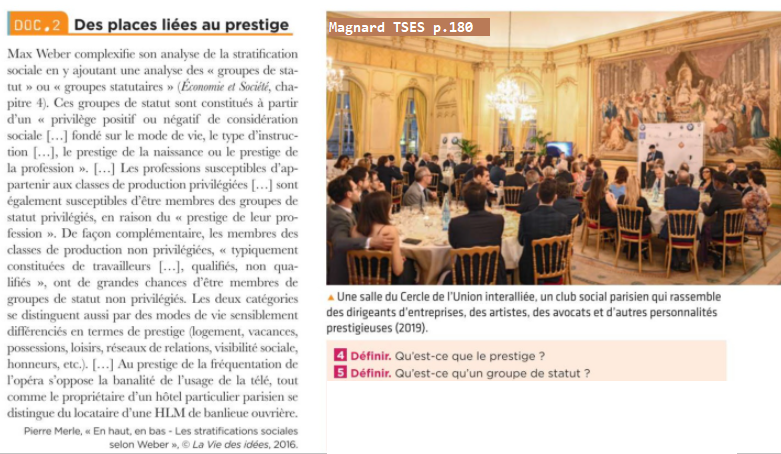 DOC.2 Des places liées au prestige
Max Weber complexifie son analyse de la stratification
sociale en y ajoutant une analyse des « groupes de sta-
tut » ou « groupes statutaires » (Économie et Société, cha-
pitre 4). Ces groupes de statut sont constitués à partir
d'un « privilège positif ou négatif de considération
sociale […] fondé sur le mode de vie, le type d'instruc-
tion […], le prestige de la naissance ou le prestige de
la profession ». […] Les professions susceptibles d'ap-
partenir aux classes de production privilégiées […] sont
également susceptibles d'être membres des groupes de
statut privilégiés, en raison du « prestige de leur pro-
fession ». De façon complémentaire, les membres des
classes de production non privilégiées, « typiquement
constituées de travailleurs […], qualifiés, non qua-
lifiés », ont de grandes chances d'être membres de
groupes de statut non privilégiés. Les deux catégories
se distinguent aussi par des modes de vie sensiblement
différenciés en termes de prestige (logement, vacances,
possessions, loisirs, réseaux de relations, visibilité sociale,
honneurs, etc.). […] Au prestige de la fréquentation de
l'opéra s'oppose la banalité de l'usage de la télé, tout
comme le propriétaire d'un hôtel particulier parisien se
distingue du locataire d'une HLM de banlieue ouvrière.
Pierre Merle, « En haut, en bas - Les stratifications sociales
selon Weber », © La Vie des idées, 2016.
Magnard TSES p.180
▲ Une salle du Cercle de l'Union interalliée, un club social parisien qui rassemble
des dirigeants d'entreprises, des artistes, des avocats et d'autres personnalités
prestigieuses (2019).
4 Définir. Qu'est-ce que le prestige ?
5 Définir. Qu'est-ce qu'un groupe de statut ?